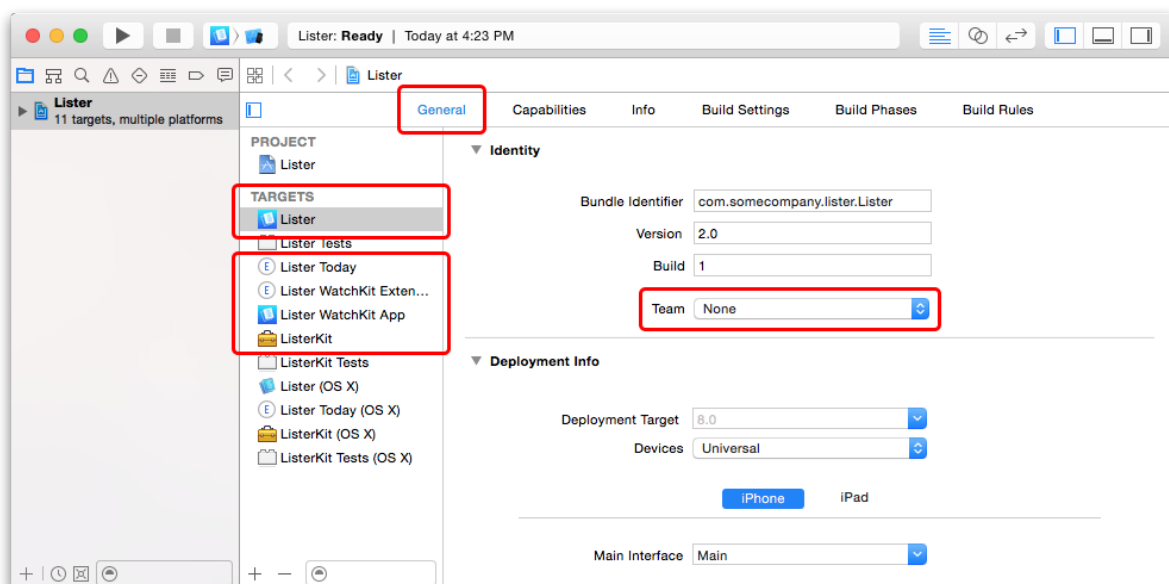 Lister: Ready | Today at 4:23 PM
Lister
Lister
11 targets, multiple platforms
General Capabilities Info Build Settings Build Phases Build Rules
PROJECT
Lister
TARGETS
Lister
Lister Tests
E Lister Today
E Lister WatchKit Exten...
Lister WatchKit App
ListerKit
ListerKit Tests
Lister (OS X)
E Lister Today (OS X)
ListerKit (OS X)
ListerKit Tests (OS X)
Identity
Bundle Identifier com.somecompany.lister.Lister
Version 2.0
Build 1
Team None
Deployment Info
Deployment Target 8.0
Devices Universal
iPhone iPad
Main Interface Main